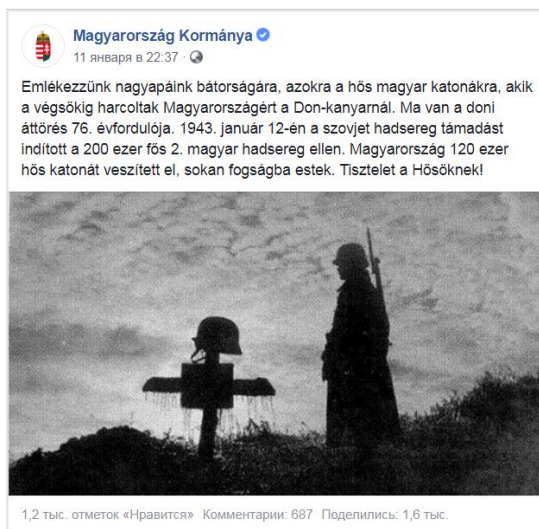 Magyarország Kormánya
11 января в 22:37 ·
Emlékezzünk nagyapáink bátorságára, azokra a hős magyar katonákra, akik
a végsőkig harcoltak Magyarországért a Don-kanyarnál. Ma van a doni
áttörés 76. évfordulója. 1943. január 12-én a szovjet hadsereg támadást
indított a 200 ezer fős 2. magyar hadsereg ellen. Magyarország 120 ezer
hős katonát veszített el, sokan fogságba estek. Tisztelet a Hősöknek!
1,2 тыс. отметок «Нравится» Комментарии: 687 Поделились: 1,6 тыс.